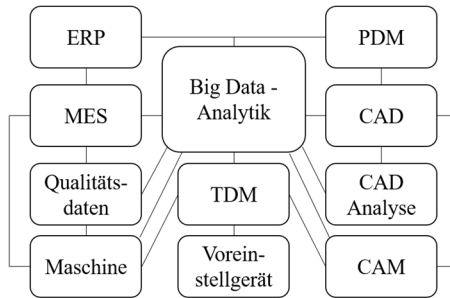 ERP
PDM
Big Data -
Analytik
MES
CAD
Qualitäts-
daten
TDM
CAD
Analyse
Maschine
Vorein-
stellgerät
CAM